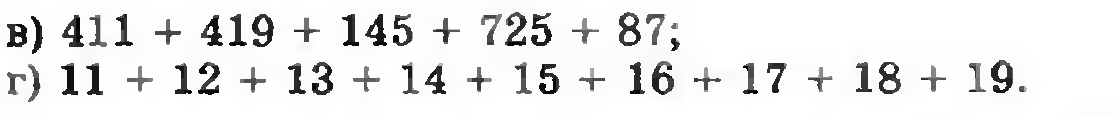 в) 411 + 419 + 145 + 725 + 87;
г) 11 + 12 + 13 + 14 + 15 + 16 + 17 + 18 + 19.